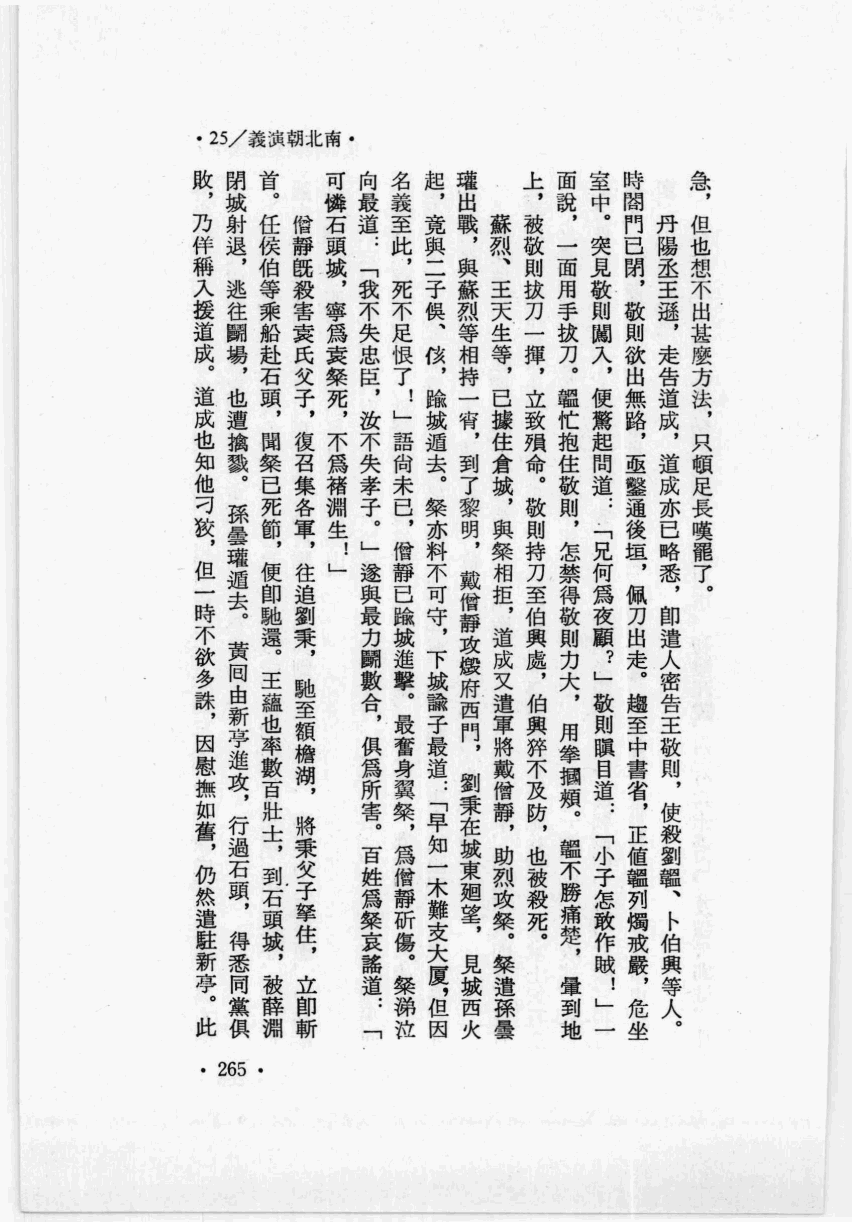 •25／義演朝北南•
急，但也想不出甚麼方法，只頓足長嘆罷了。
丹陽丞王遜，走告道成，道成亦已略悉，卽遣人密告王敬則，使殺劉韞、卜伯興等人。
時閤門已閉，敬則欲出無路，亟鑿通後垣，佩刀出走。趨至中書省，正值韞列燭戒嚴，危坐
室中。突見敬則闖入，便驚起問道：「兄何爲夜顧？」敬則瞋目道：「小子怎敢作賊！」一
面說，一面用手拔刀。韞忙抱住敬則，怎禁得敬則力大，用拳摑頰。韞不勝痛楚，暈到地
上，被敬則拔刀一揮，立致殞命。敬則持刀至伯興處，伯興猝不及防，也被殺死。
蘇烈、王天生等，已據住倉城，與粲相拒，道成又遣軍將戴僧靜，助烈攻粲。粲遣孫曇
瓘出戰，與蘇烈等相持一宵，到了黎明，戴僧靜攻燬府西門，劉秉在城東廻望，見城西火
起，竟與二子俁、侅，踰城遁去。粲亦料不可守，下城諭子最道：「早知一木難支大厦，但因
名義至此，死不足恨了！」語尙未已，僧靜已踰城進擊。最奮身翼粲，爲僧靜斫傷。粲涕泣
向最道：「我不失忠臣，汝不失孝子。」遂與最力鬭數合，俱爲所害。百姓爲粲哀謠道：「
可憐石頭城，寧爲袁粲死，不爲褚淵生！」
僧靜旣殺害袁氏父子，復召集各軍，往追劉秉，馳至額檐湖，將秉父子拏住，立卽斬
首。任侯伯等乘船赴石頭，聞粲已死節，便卽馳還。王蘊也率數百壯士，到石頭城，被薛淵
閉城射退，逃往鬭場，也遭擒戮。孫曇瓘遁去。黃回由新亭進攻，行過石頭，得悉同黨俱
敗，乃佯稱入援道成。道成也知他刁狡，但一時不欲多誅，因慰撫如舊，仍然遣駐新亭。此
•265•